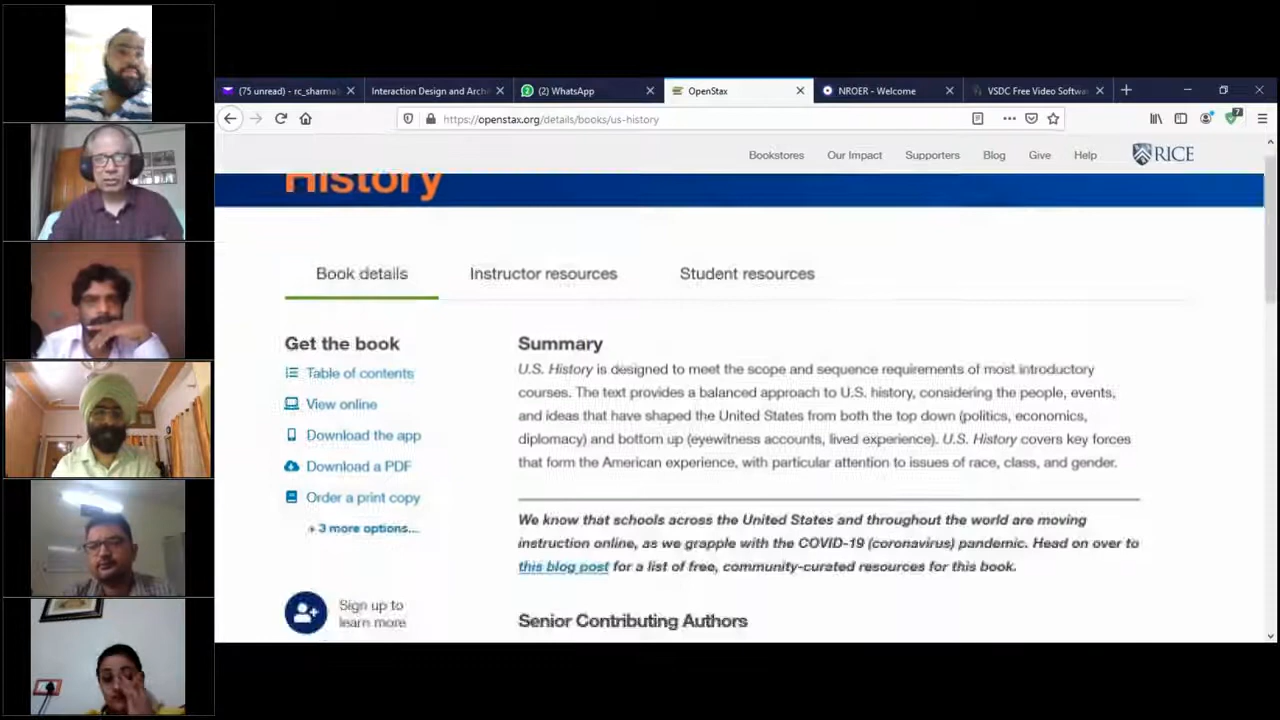 (75 unread) - rc_sharma
Interaction Design and Archi
(2) WhatsApp
OpenStax
NROER - Welcome
VSDC Free Video Softwa
https://openstax.org/details/books/us-history
7
Bookstores
Our Impact
Supporters
Blog
Give
Help
RICE
History
Book details
Instructor resources
Student resources
Get the book
Table of contents
View online
Download the app
Download a PDF
Order a print copy
+ 3 more options...
Sign up to
learn more
Summary
U.S. History is designed to meet the scope and sequence requirements of most introductory
courses. The text provides a balanced approach to U.S. history, considering the people, events,
and ideas that have shaped the United States from both the top down (politics, economics,
diplomacy) and bottom up (eyewitness accounts, lived experience). U.S. History covers key forces
that form the American experience, with particular attention to issues of race, class, and gender.
We know that schools across the United States and throughout the world are moving
instruction online, as we grapple with the COVID-19 (coronavirus) pandemic. Head on over to
this blog post for a list of free, community-curated resources for this book.
Senior Contributing Authors